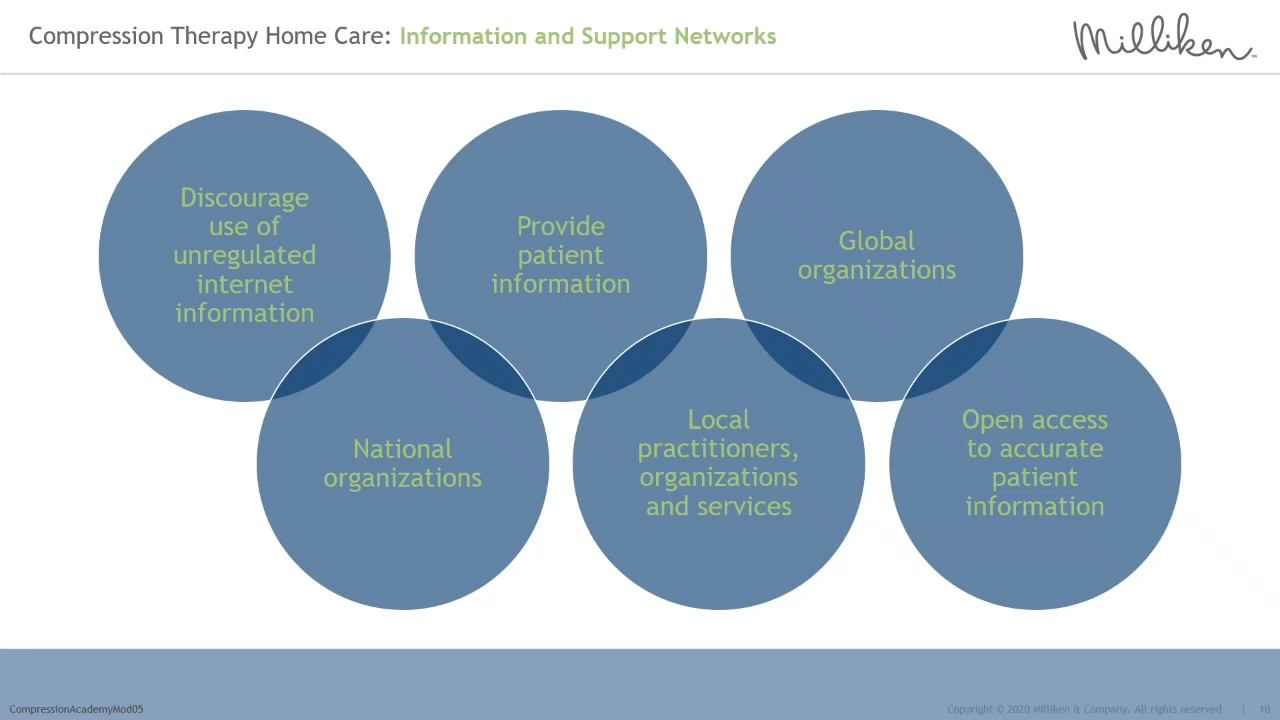 Compression Therapy Home Care: Information and Support Networks
Milliken™
Discourage
use of
unregulated
internet
information
Provide
patient
information
Global
organizations
National
organizations
Local
practitioners,
organizations
and services
Open access
to accurate
patient
information
CompressionAcademyMod05
Copyright © 2020 Milliken & Company. All rights reserved | 10